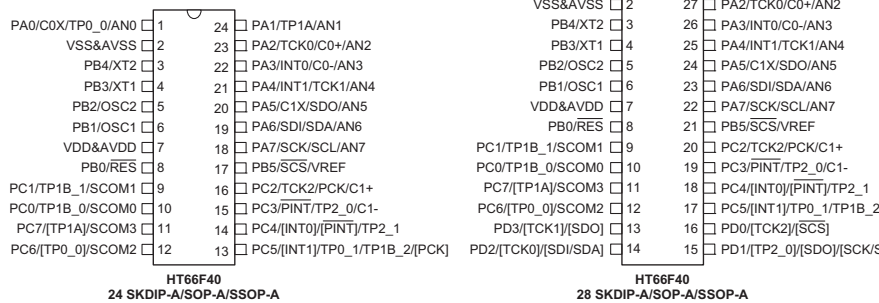 PA0/C0X/TP0_0/AN0 1 24 PA1/TP1A/AN1
VSS&AVSS 2 23 PA2/TCK0/C0+/AN2
PB4/XT2 3 22 PA3/INT0/C0-/AN3
PB3/XT1 4 21 PA4/INT1/TCK1/AN4
PB2/OSC2 5 20 PA5/C1X/SDO/AN5
PB1/OSC1 6 19 PA6/SDI/SDA/AN6
VDD&AVDD 7 18 PA7/SCK/SCL/AN7
PB0/RES 8 17 PB5/SCS/VREF
PC1/TP1B_1/SCOM1 9 16 PC2/TCK2/PCK/C1+
PC0/TP1B_0/SCOM0 10 15 PC3/PINT/TP2_0/C1-
PC7/[TP1A]/SCOM3 11 14 PC4/[INT0]/[PINT]/TP2_1
PC6/[TP0_0]/SCOM2 12 13 PC5/[INT1]/TP0_1/TP1B_2/[PCK]
HT66F40
24 SKDIP-A/SOP-A/SSOP-A
VSS&AVSS 2 27 PA2/TCK0/C0+/AN2
PB4/XT2 3 26 PA3/INT0/C0-/AN3
PB3/XT1 4 25 PA4/INT1/TCK1/AN4
PB2/OSC2 5 24 PA5/C1X/SDO/AN5
PB1/OSC1 6 23 PA6/SDI/SDA/AN6
VDD&AVDD 7 22 PA7/SCK/SCL/AN7
PB0/RES 8 21 PB5/SCS/VREF
PC1/TP1B_1/SCOM1 9 20 PC2/TCK2/PCK/C1+
PC0/TP1B_0/SCOM0 10 19 PC3/PINT/TP2_0/C1-
PC7/[TP1A]/SCOM3 11 18 PC4/[INT0]/[PINT]/TP2_1
PC6/[TP0_0]/SCOM2 12 17 PC5/[INT1]/TP0_1/TP1B_2
PD3/[TCK1]/[SDO] 13 16 PD0/[TCK2]/[SCS]
PD2/[TCK0]/[SDI/SDA] 14 15 PD1/[TP2_0]/[SDO]/[SCK/S
HT66F40
28 SKDIP-A/SOP-A/SSOP-A